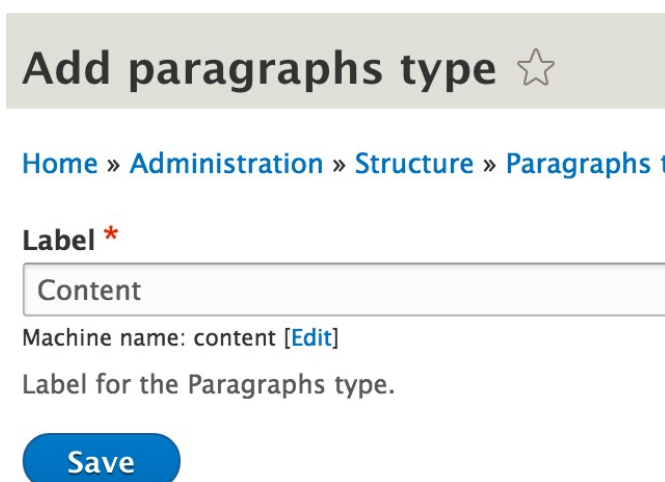 Add paragraphs type
Home » Administration » Structure » Paragraphs
Label *
Content
Machine name: content [Edit]
Label for the Paragraphs type.
Save